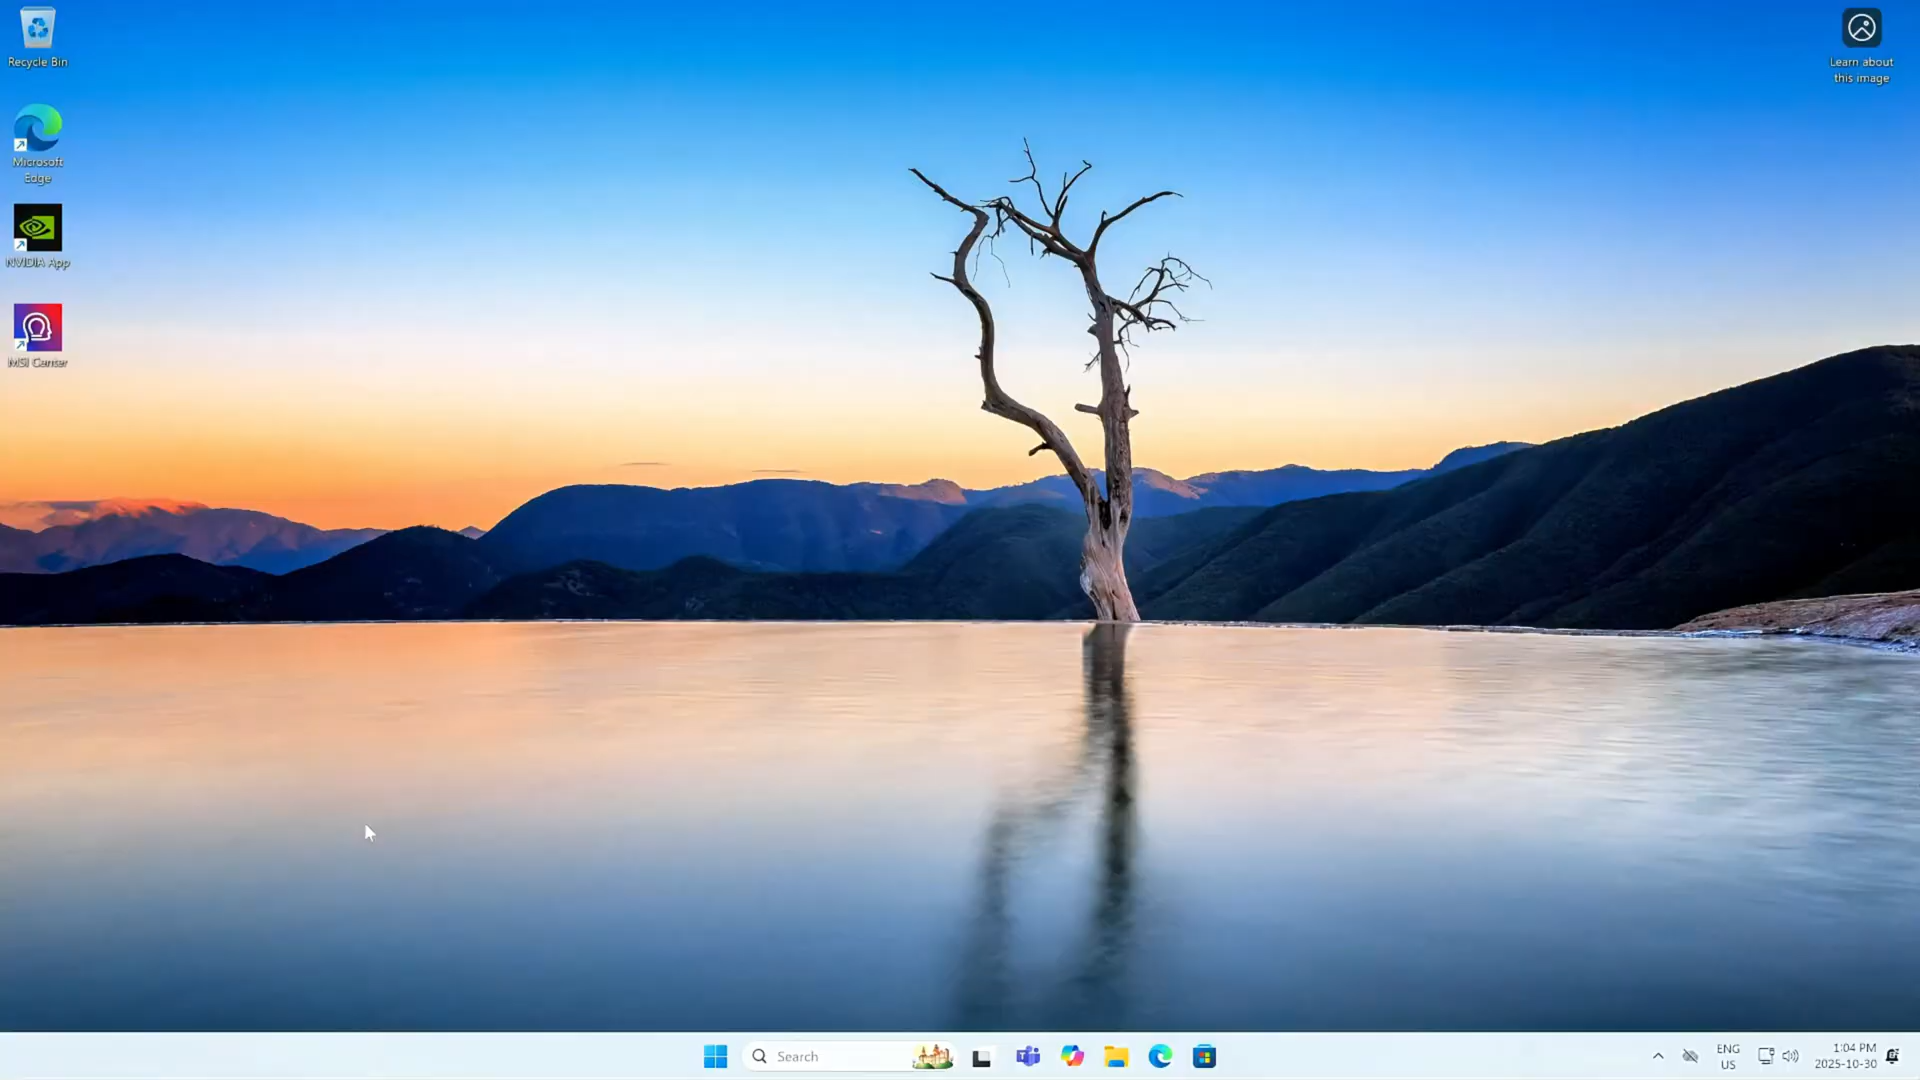 Recycle Bin
Learn about
this image
Microsoft
Edge
NVIDIA App
MSI Center
Search
ENG
US
1:04 PM
2025-10-30